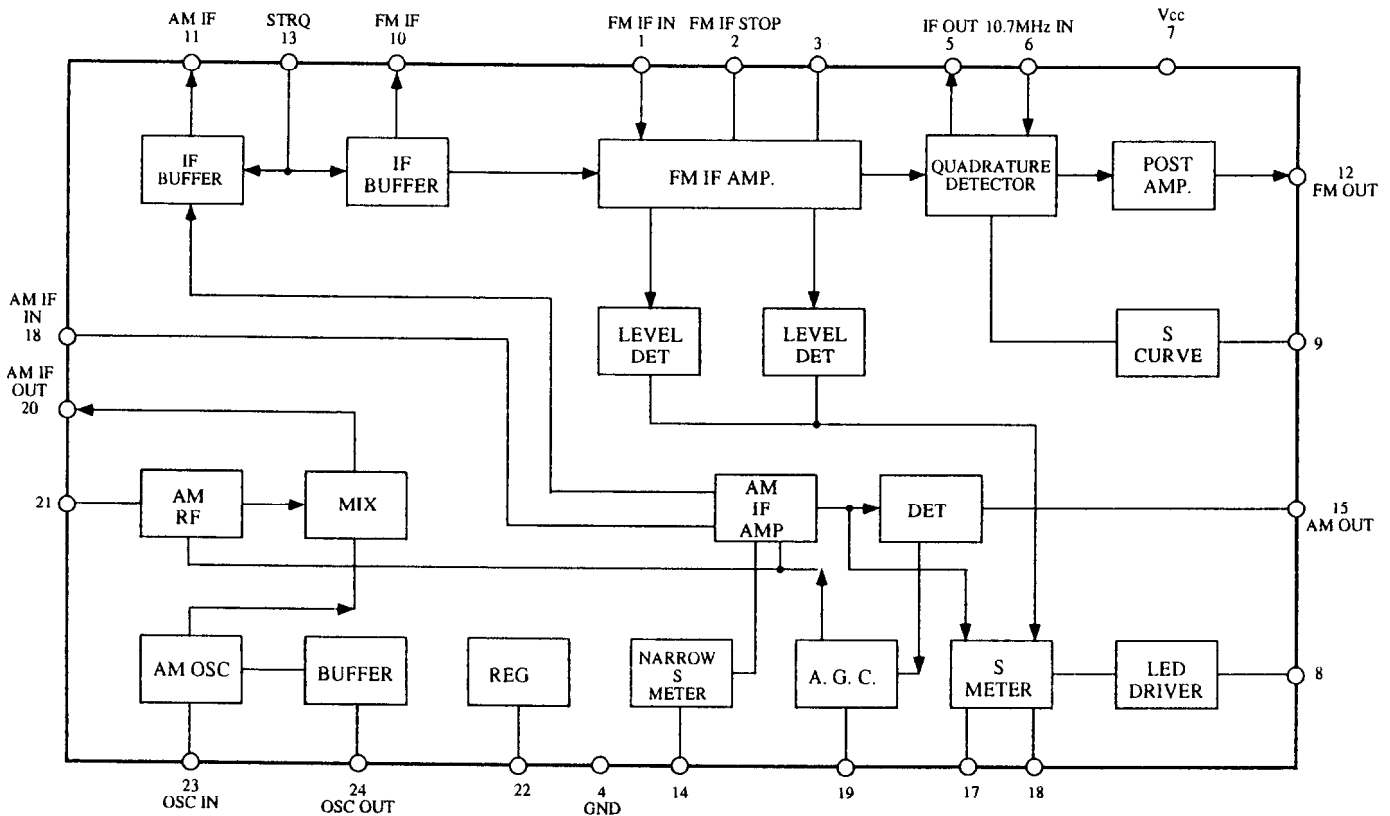 AM IF
11
STRQ
13
FM IF
10
FM IF IN
1
FM IF STOP
2
3
IF OUT
5
10.7MHz IN
6
Vcc
7
IF
BUFFER
IF
BUFFER
FM IF AMP.
QUADRATURE
DETECTOR
POST
AMP.
12
FM OUT
AM IF
IN
18
LEVEL
DET
LEVEL
DET
S
CURVE
9
AM IF
OUT
20
21
AM
RF
MIX
AM
IF
AMP
DET
15
AM OUT
AM OSC
BUFFER
REG
NARROW
S
METER
A. G. C.
S
METER
LED
DRIVER
8
23
OSC IN
24
OSC OUT
22
4
GND
14
19
17
18